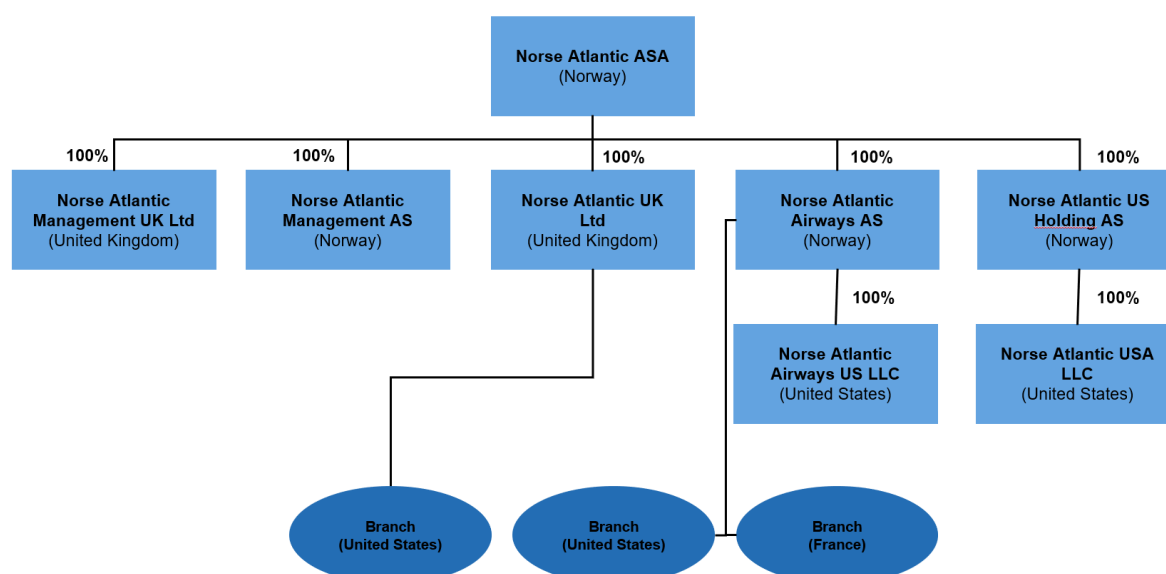 Norse Atlantic ASA
(Norway)
100%
100%
100%
100%
100%
Norse Atlantic
Management UK Ltd
(United Kingdom)
Norse Atlantic
Management AS
(Norway)
Norse Atlantic UK
Ltd
(United Kingdom)
Norse Atlantic
Airways AS
(Norway)
Norse Atlantic US
Holding AS
(Norway)
100%
100%
Norse Atlantic
Airways US LLC
(United States)
Norse Atlantic USA
LLC
(United States)
Branch
(United States)
Branch
(United States)
Branch
(France)